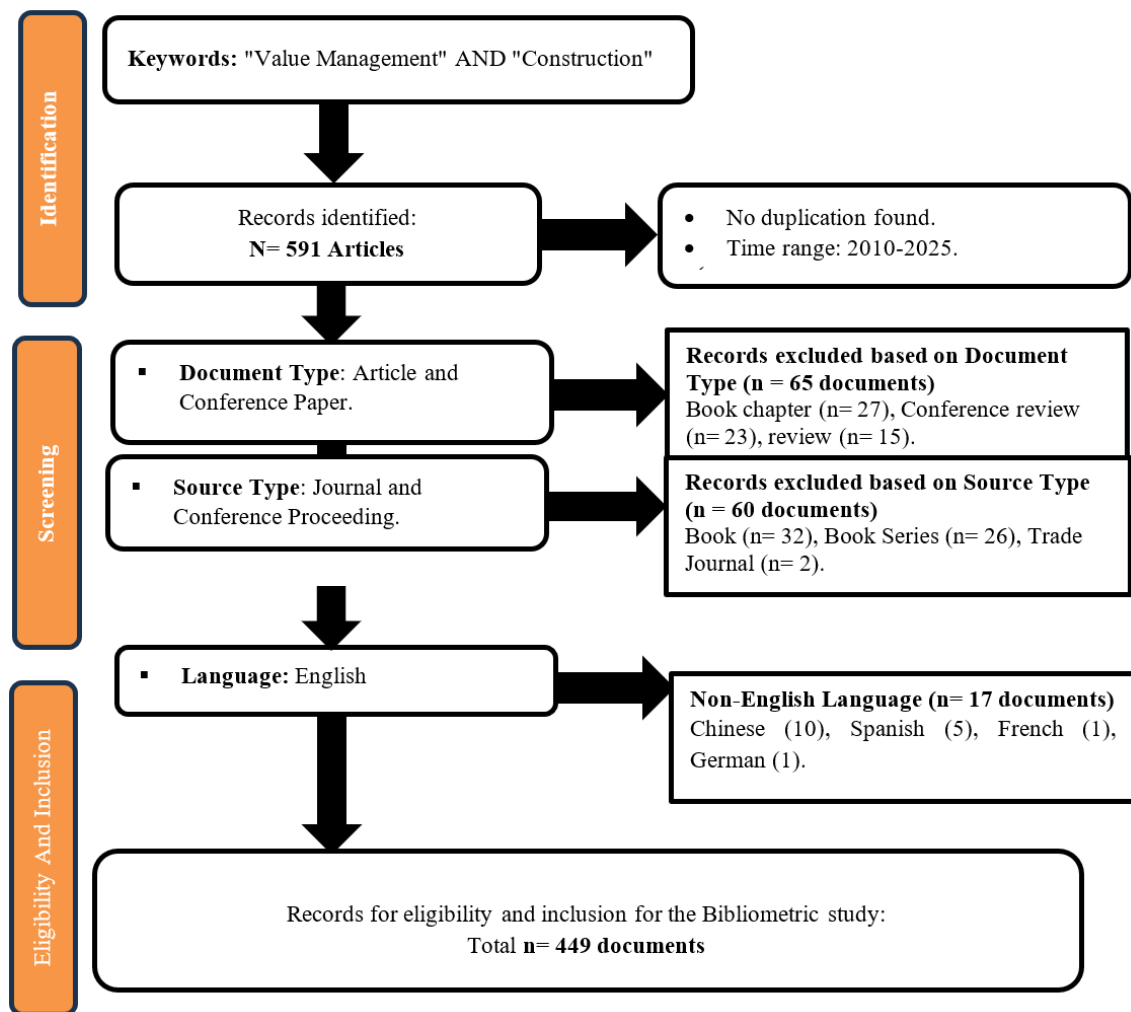 Identification
Keywords: "Value Management" AND "Construction"
Records identified:
N= 591 Articles
• No duplication found.
• Time range: 2010-2025.
Screening
▪ Document Type: Article and
Conference Paper.
Records excluded based on Document
Type (n = 65 documents)
Book chapter (n= 27), Conference review
(n= 23), review (n= 15).
▪ Source Type: Journal and
Conference Proceeding.
Records excluded based on Source Type
(n = 60 documents)
Book (n= 32), Book Series (n= 26), Trade
Journal (n= 2).
Eligibility And Inclusion
▪ Language: English
Non-English Language (n= 17 documents)
Chinese (10), Spanish (5), French (1),
German (1).
Records for eligibility and inclusion for the Bibliometric study:
Total n= 449 documents